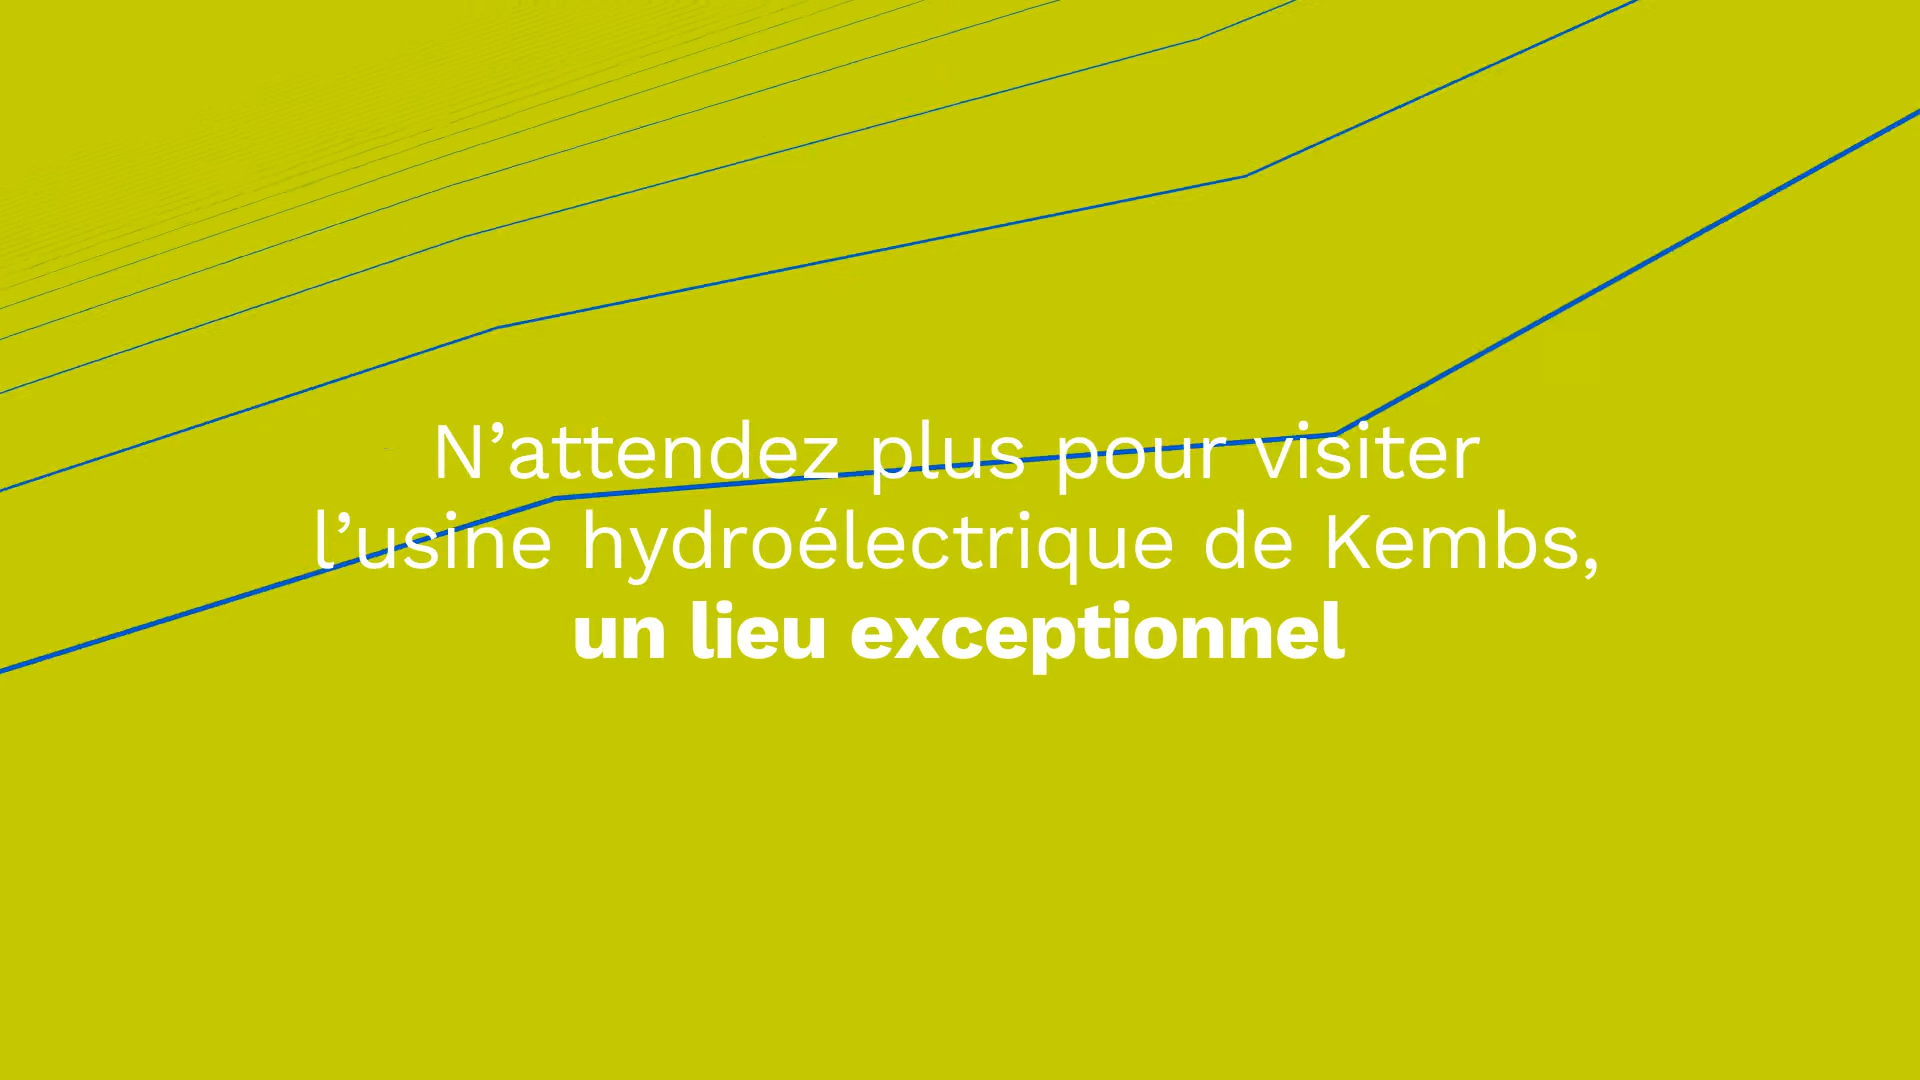 N’attendez plus pour visiter
l’usine hydroélectrique de Kembs,
un lieu exceptionnel